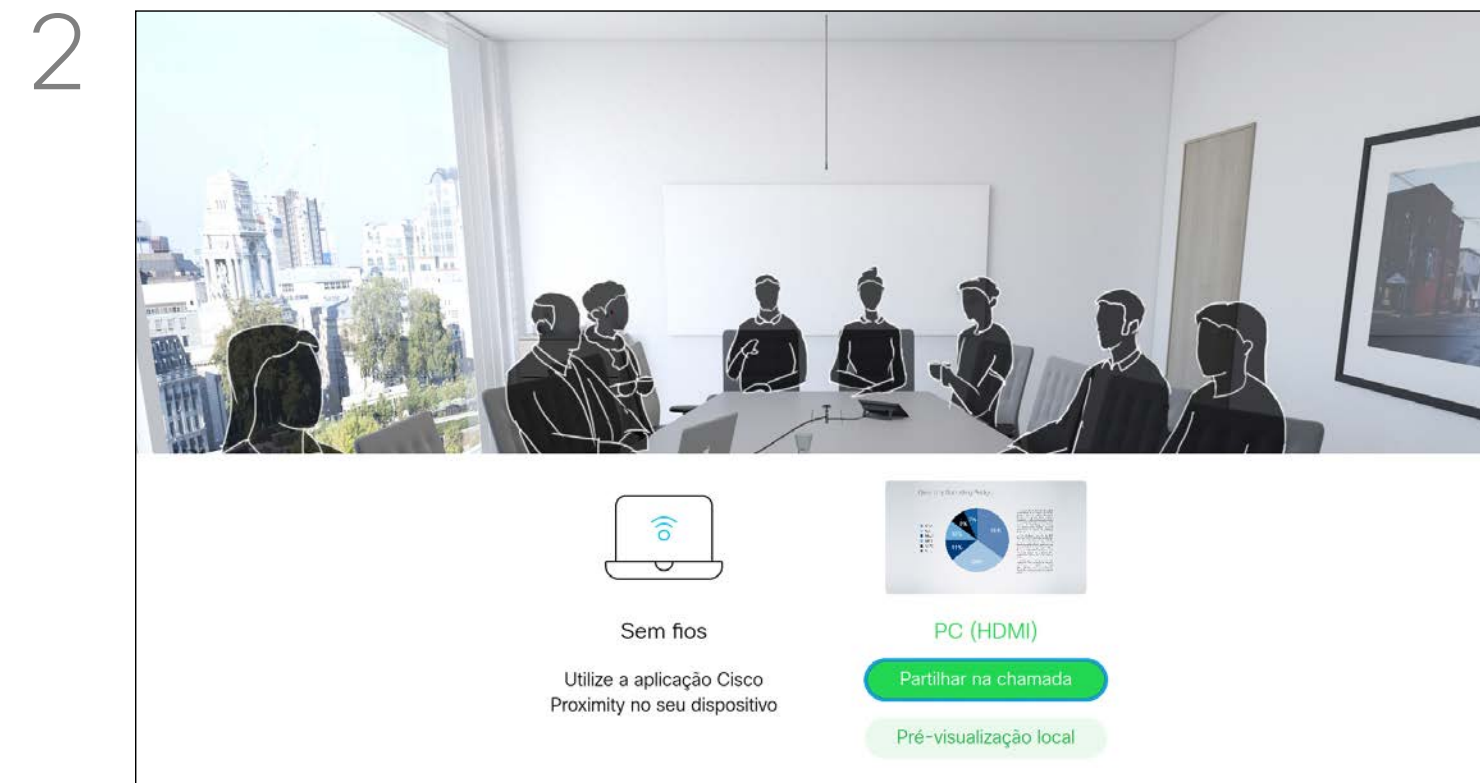 2
Sem fios
Utilize a aplicação Cisco
Proximity no seu dispositivo
PC (HDMI)
Partilhar na chamada
Pré-visualização local